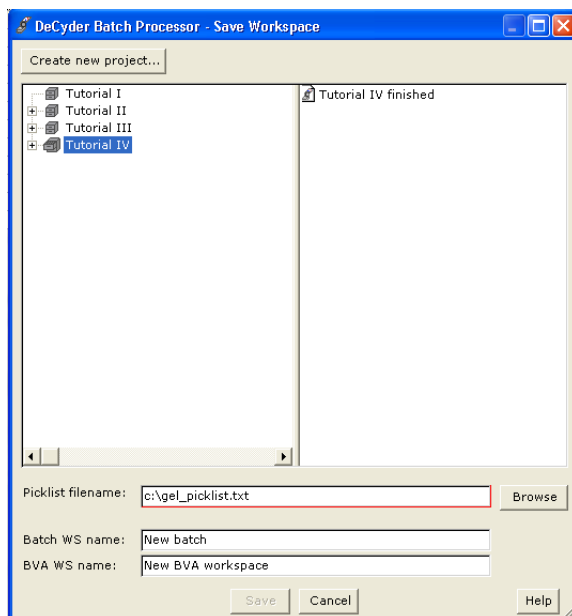 DeCyder Batch Processor - Save Workspace
Create new project...
Tutorial I
Tutorial II
Tutorial III
Tutorial IV
Tutorial IV finished
Picklist filename:
c:\gel_picklist.txt
Browse
Batch WS name:
New batch
BVA WS name:
New BVA workspace
Save
Cancel
Help